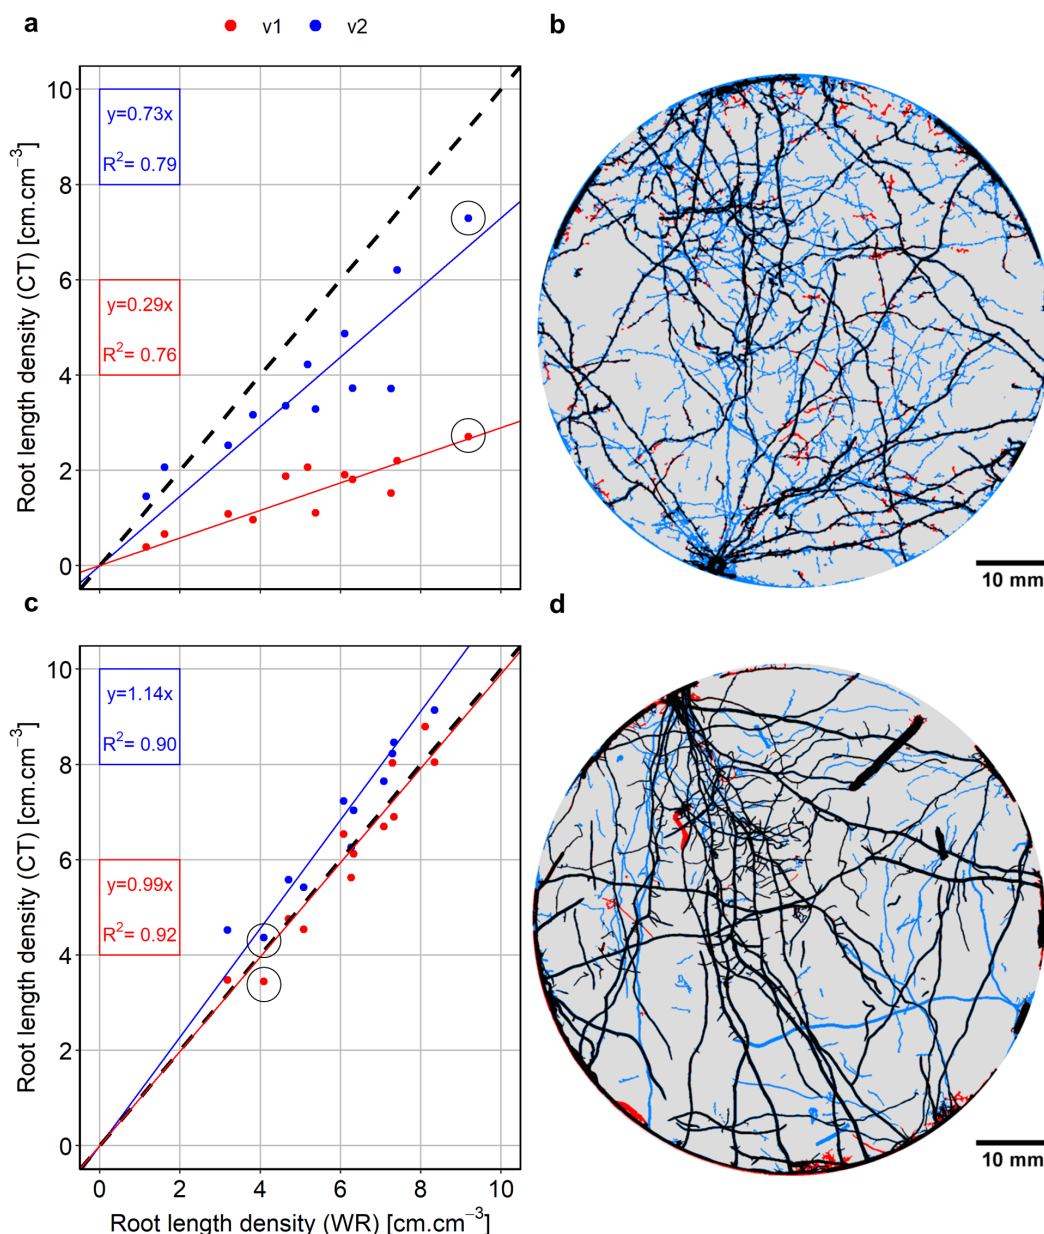 a
v1 v2
b
Root length density (CT) [cm.cm⁻³]
10
8
6
4
2
0
y=0.73x
R²= 0.79
y=0.29x
R²= 0.76
10 mm
c
d
Root length density (CT) [cm.cm⁻³]
10
8
6
4
2
0
y=1.14x
R²= 0.90
y=0.99x
R²= 0.92
0 2 4 6 8 10
Root length density (WR) [cm.cm⁻³]
10 mm